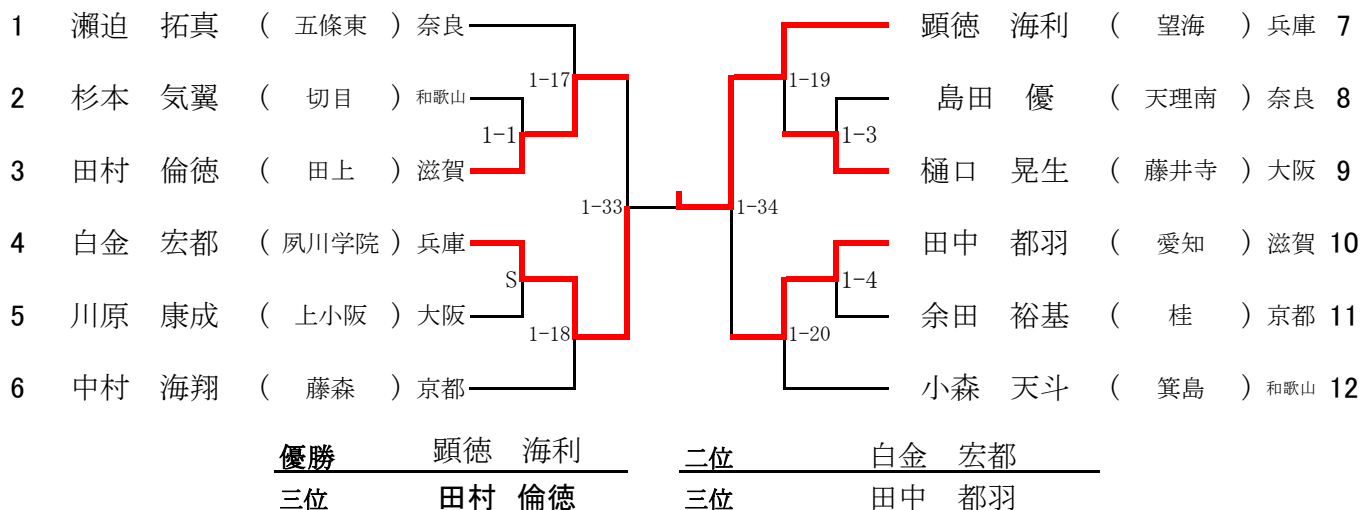 1 瀨迫 拓真 ( 五條東 ) 奈良
顕徳 海利 ( 望海 ) 兵庫 7
1-17
1-19
2 杉本 気翼 ( 切目 ) 和歌山
島田 優 ( 天理南 ) 奈良 8
1-1
1-3
3 田村 倫徳 ( 田上 ) 滋賀
樋口 晃生 ( 藤井寺 ) 大阪 9
1-33
1-34
4 白金 宏都 ( 夙川学院 ) 兵庫
田中 都羽 ( 愛知 ) 滋賀 10
S
1-4
5 川原 康成 ( 上小阪 ) 大阪
余田 裕基 ( 桂 ) 京都 11
1-18
1-20
6 中村 海翔 ( 藤森 ) 京都
小森 天斗 ( 箕島 ) 和歌山 12
優勝 顕徳 海利 二位 白金 宏都
三位 田村 倫徳 三位 田中 都羽